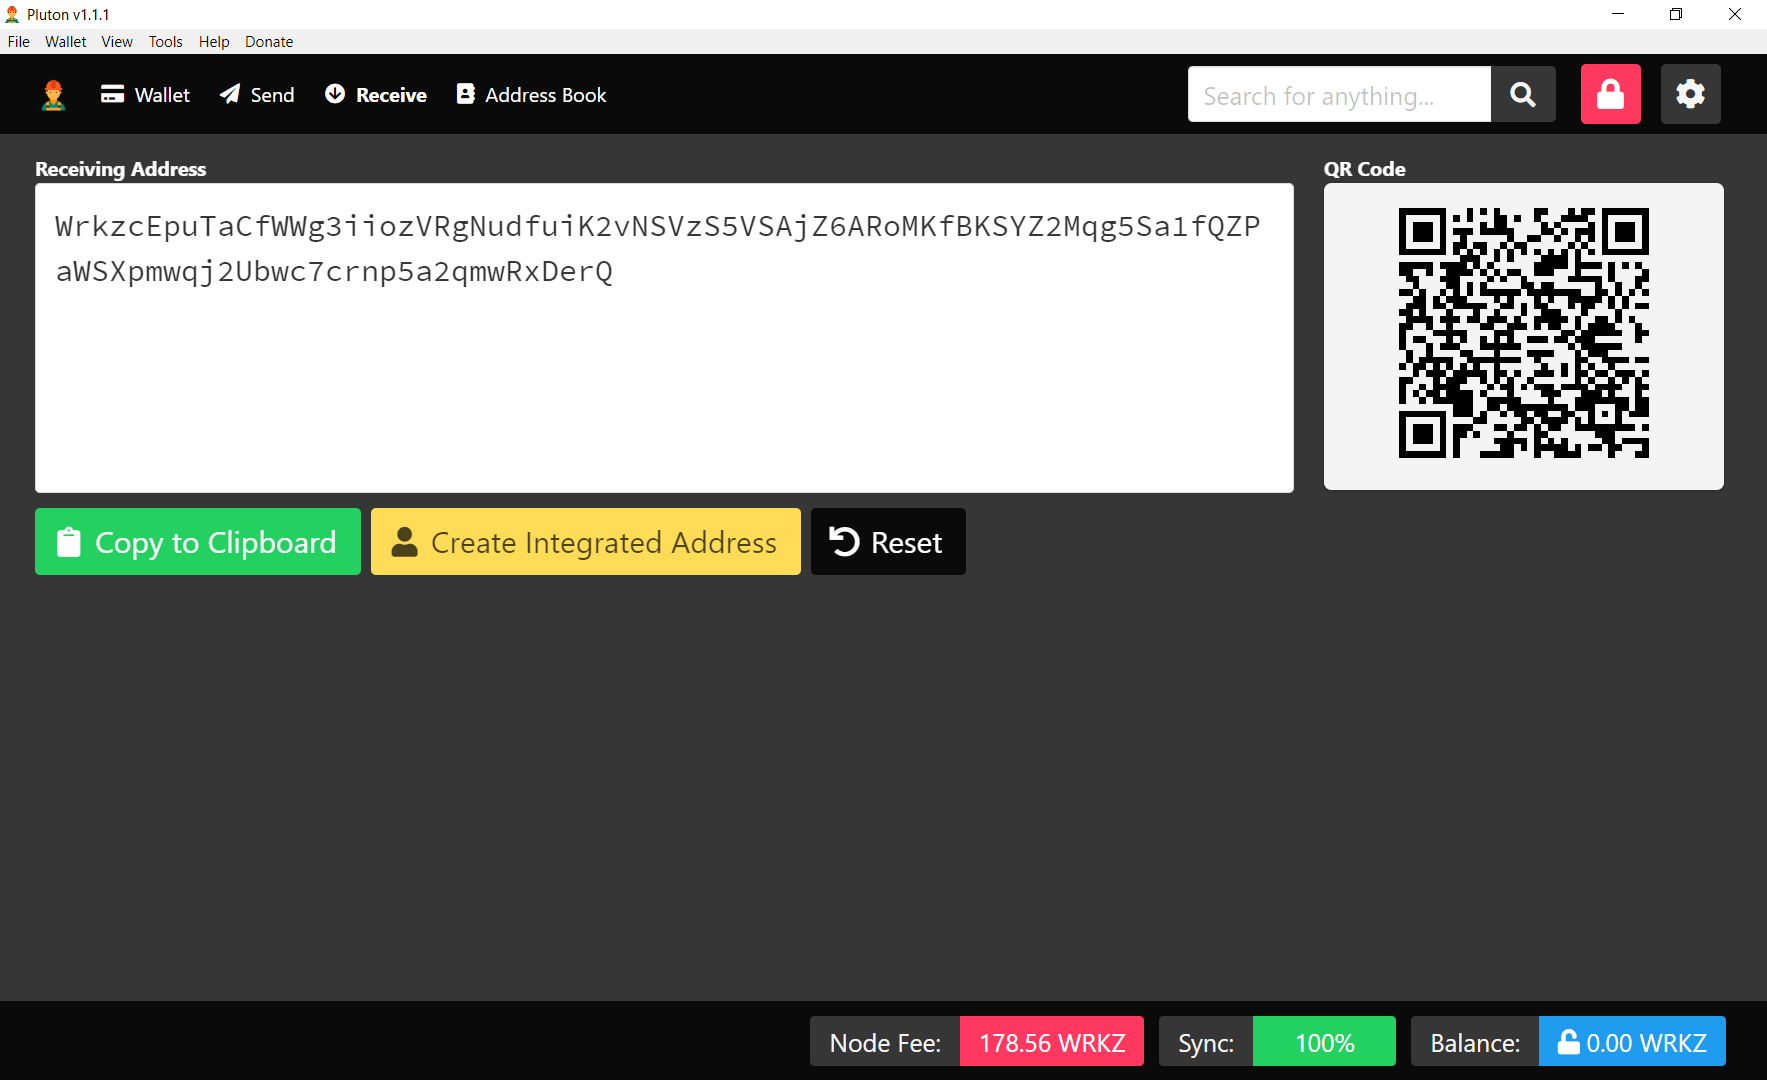 Pluton v1.1.1
File Wallet View Tools Help Donate
Wallet Send Receive Address Book
Search for anything...
Receiving Address
WrkzcEpuTaCfWWg3iiozVRgNudfuiK2vNSVzS5VSAjZ6ARoMKfBKSYZ2Mqg5Sa1fQZP
aWSXpmwqj2Ubwc7crnp5a2qmwRxDerQ
QR Code
Copy to Clipboard
Create Integrated Address
Reset
Node Fee: 178.56 WRKZ
Sync: 100%
Balance: 0.00 WRKZ